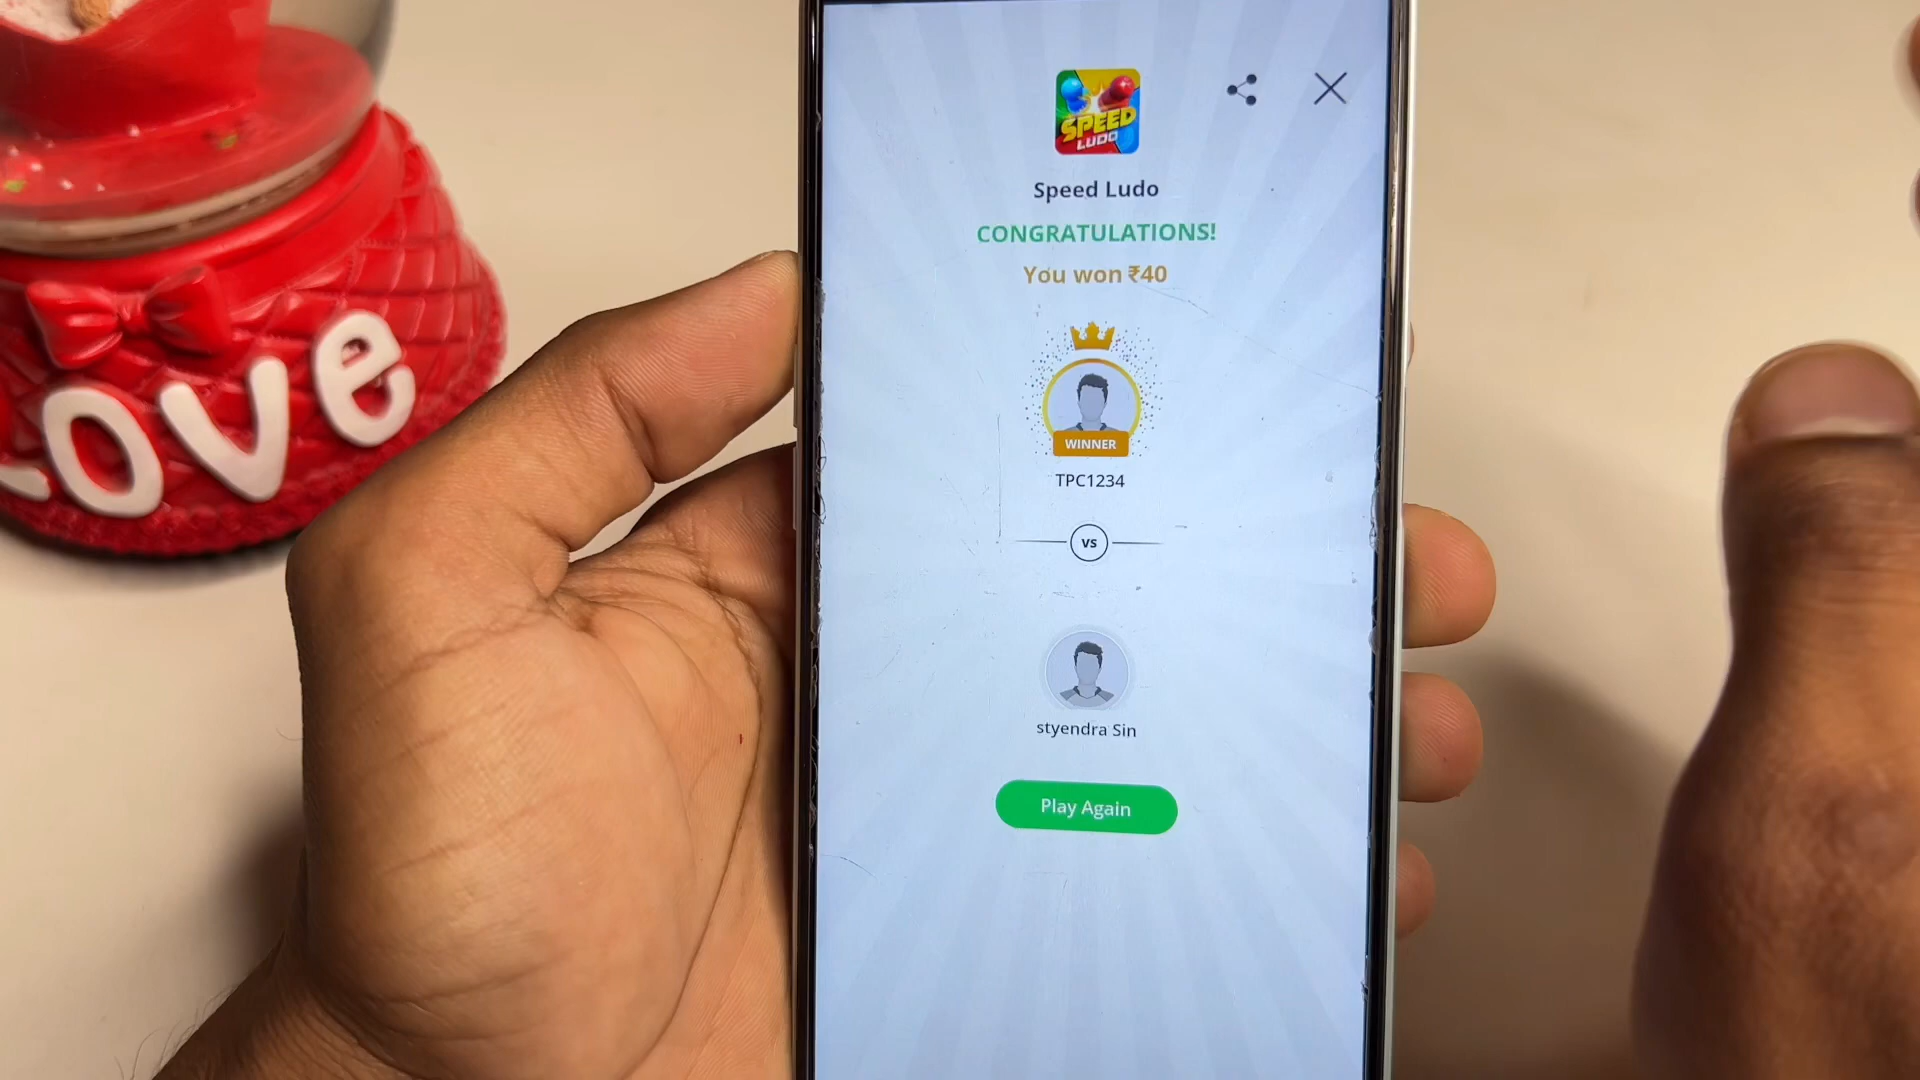 Love
SPEED
LUDO
Speed Ludo
CONGRATULATIONS!
You won ₹40
WINNER
TPC1234
VS
styendra Sin
Play Again